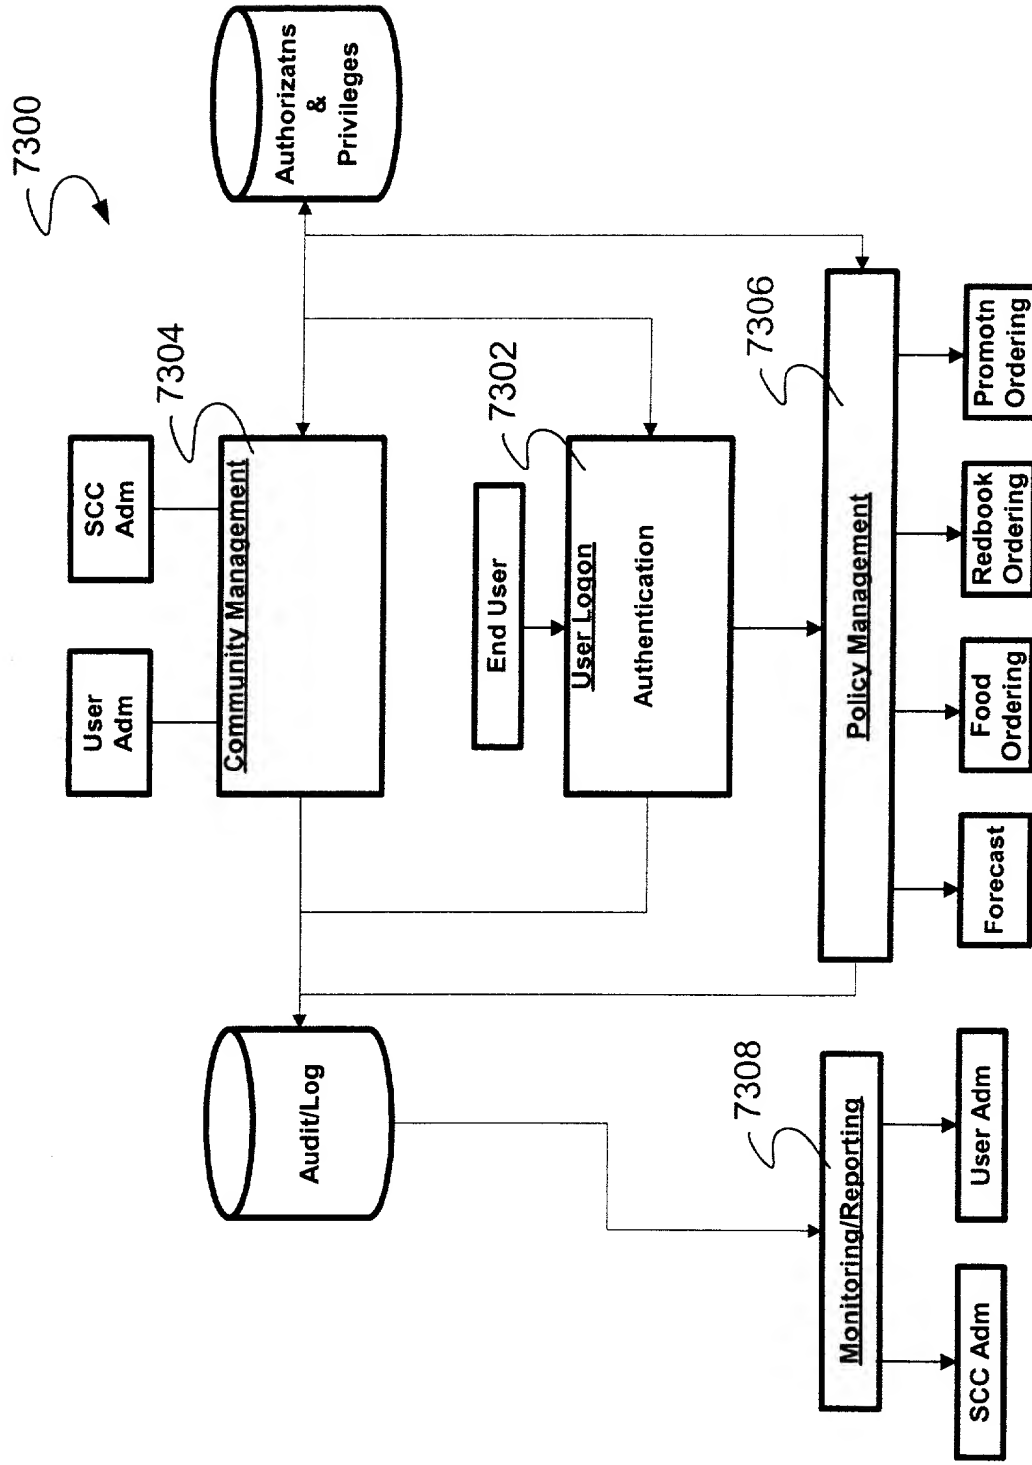 7300
User
Adm
SCC
Adm
7304
Community Management
Authorizatns
&
Privileges
End User
7302
User Logon
Authentication
Audit/Log
7306
Policy Management
7308
Monitoring/Reporting
Forecast
Food
Ordering
Redbook
Ordering
Promotn
Ordering
SCC Adm
User Adm